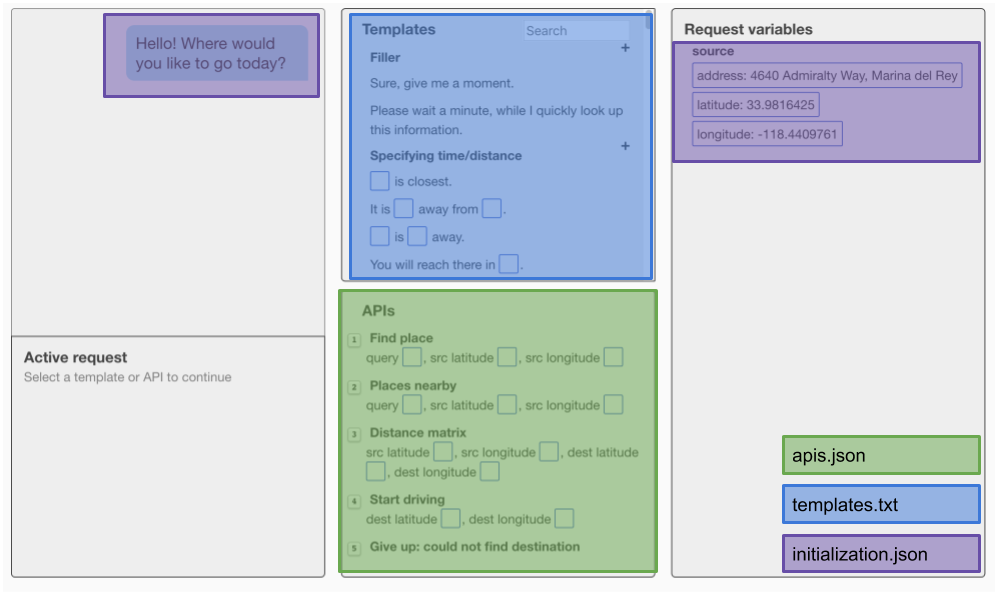 Hello! Where would
you like to go today?
Active request
Select a template or API to continue
Templates
Search
Filler
+
Sure, give me a moment.
Please wait a minute, while I quickly look up
this information.
Specifying time/distance
+
is closest.
It is away from .
is away.
You will reach there in .
APIs
1 Find place
query , src latitude , src longitude
2 Places nearby
query , src latitude , src longitude
3 Distance matrix
src latitude , src longitude , dest latitude
, dest longitude
4 Start driving
dest latitude , dest longitude
5 Give up: could not find destination
Request variables
source
address: 4640 Admiralty Way, Marina del Rey
latitude: 33.9816425
longitude: -118.4409761
apis.json
templates.txt
initialization.json